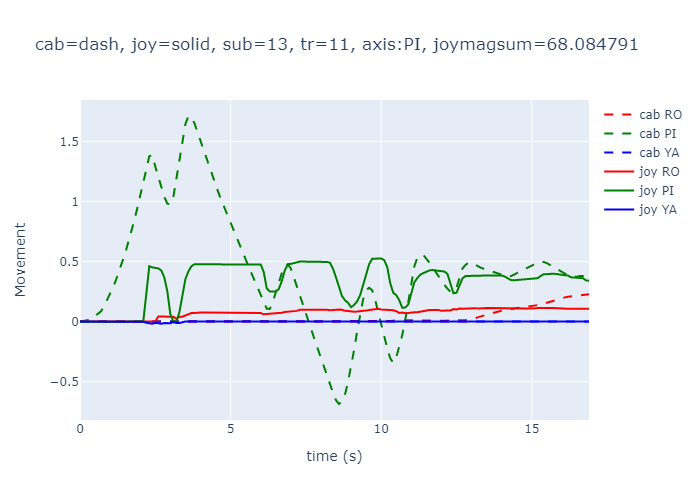 cab=dash, joy=solid, sub=13, tr=11, axis:PI, joymagsum=68.084791
cab RO
cab PI
cab YA
joy RO
joy PI
joy YA
Movement
1.5
1
0.5
0
−0.5
0
5
10
15
time (s)